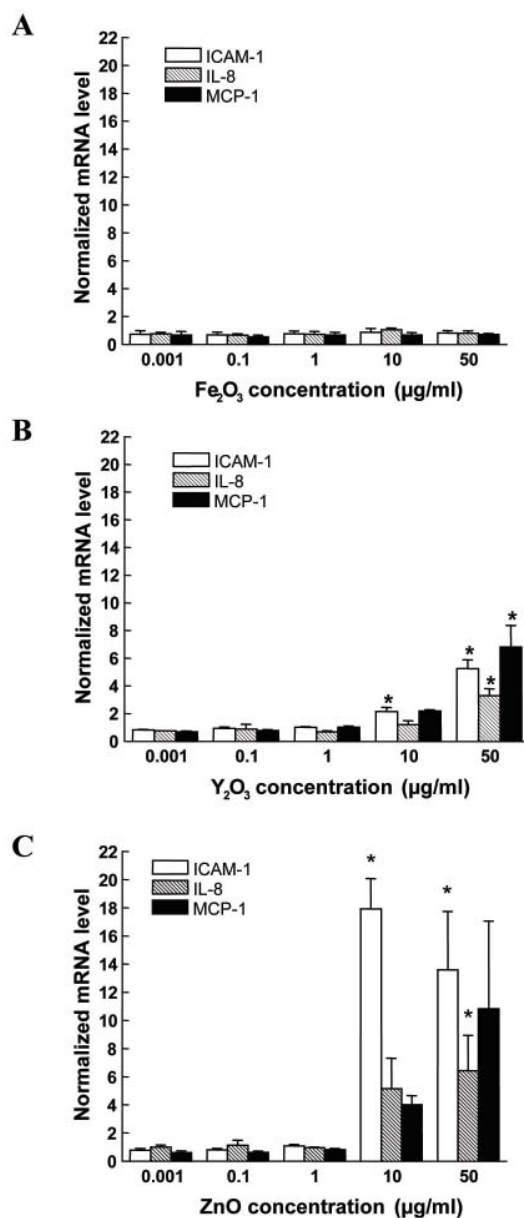 A
22
20
18
16
14
12
10
8
6
4
2
0
Normalized mRNA level
ICAM-1
IL-8
MCP-1
0.001 0.1 1 10 50
Fe₂O₃ concentration (µg/ml)
B
22
20
18
16
14
12
10
8
6
4
2
0
Normalized mRNA level
ICAM-1
IL-8
MCP-1
*
* * *
0.001 0.1 1 10 50
Y₂O₃ concentration (µg/ml)
C
22
20
18
16
14
12
10
8
6
4
2
0
Normalized mRNA level
ICAM-1
IL-8
MCP-1
*
* *
0.001 0.1 1 10 50
ZnO concentration (µg/ml)